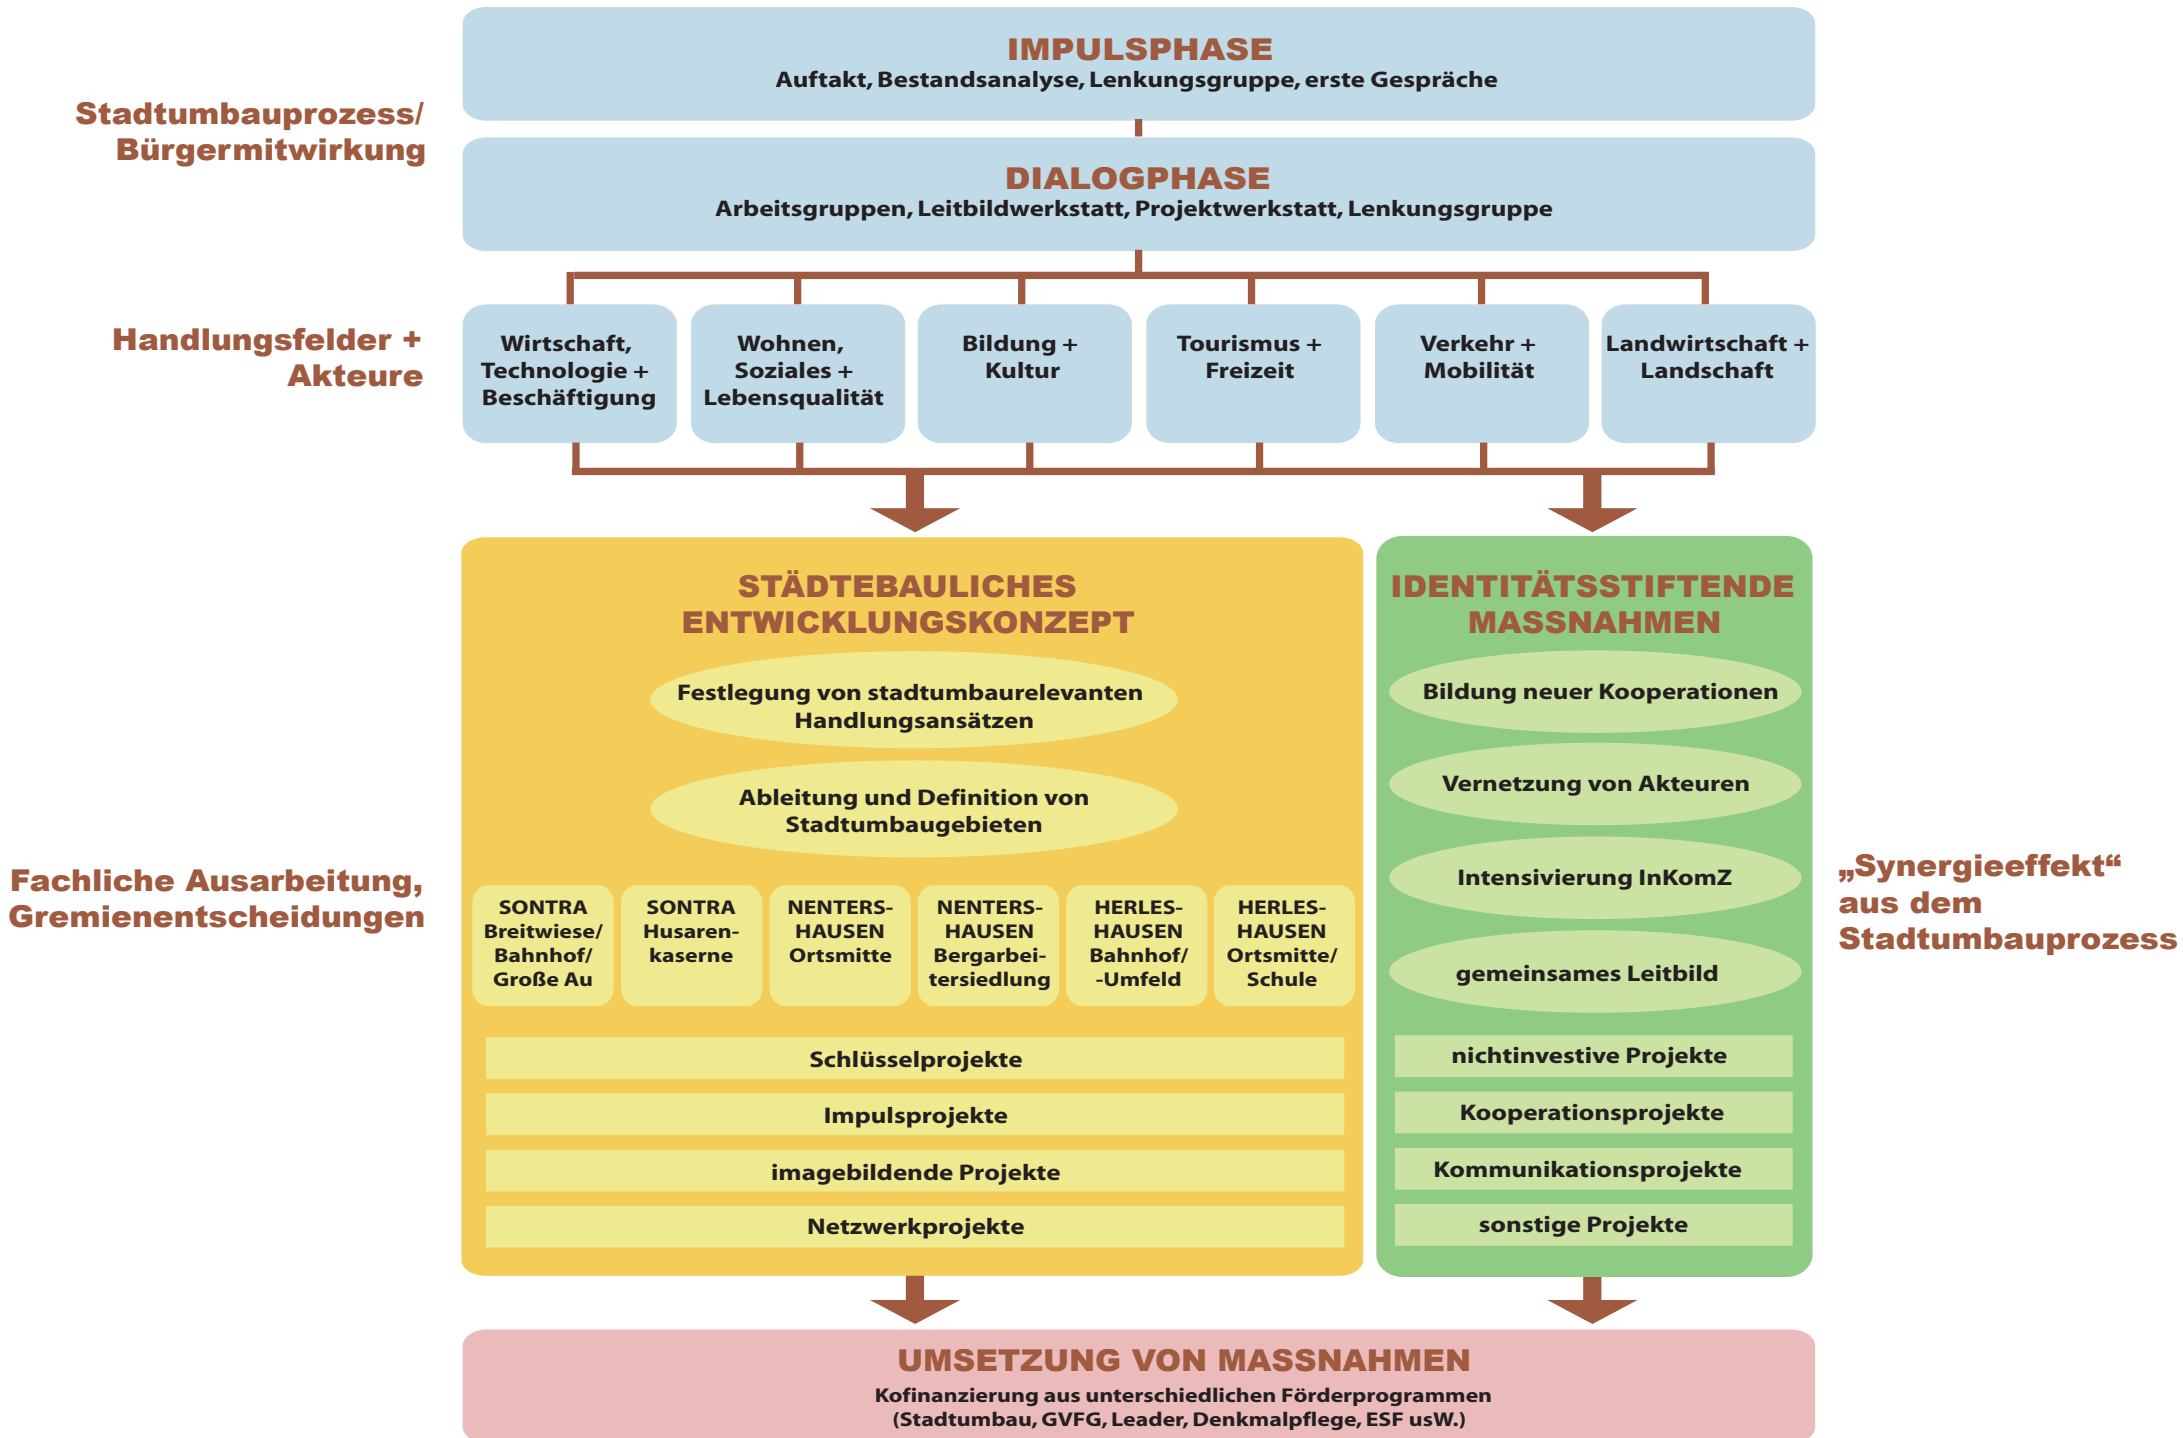 IMPULSPHASE
Auftakt, Bestandsanalyse, Lenkungsgruppe, erste Gespräche
Stadtumbauprozess/
Bürgermitwirkung
DIALOGPHASE
Arbeitsgruppen, Leitbildwerkstatt, Projektwerkstatt, Lenkungsgruppe
Handlungsfelder +
Akteure
Wirtschaft,
Technologie +
Beschäftigung
Wohnen,
Soziales +
Lebensqualität
Bildung +
Kultur
Tourismus +
Freizeit
Verkehr +
Mobilität
Landwirtschaft +
Landschaft
Fachliche Ausarbeitung,
Gremienentscheidungen
STÄDTEBAULICHES
ENTWICKLUNGSKONZEPT
Festlegung von stadtumbaurelevanten
Handlungsansätzen
Ableitung und Definition von
Stadtumbaugebieten
SONTRA
Breitwiese/
Bahnhof/
Große Au
SONTRA
Husaren-
kaserne
NENTERS-
HAUSEN
Ortsmitte
NENTERS-
HAUSEN
Bergarbei-
tersiedlung
HERLES-
HAUSEN
Bahnhof/
-Umfeld
HERLES-
HAUSEN
Ortsmitte/
Schule
Schlüsselprojekte
Impulsprojekte
imagebildende Projekte
Netzwerkprojekte
IDENTITÄTSSTIFTENDE
MASSNAHMEN
Bildung neuer Kooperationen
Vernetzung von Akteuren
Intensivierung InKomZ
gemeinsames Leitbild
nichtinvestive Projekte
Kooperationsprojekte
Kommunikationsprojekte
sonstige Projekte
„Synergieeffekt“
aus dem
Stadtumbauprozess
UMSETZUNG VON MASSNAHMEN
Kofinanzierung aus unterschiedlichen Förderprogrammen
(Stadtumbau, GVFG, Leader, Denkmalpflege, ESF usW.)